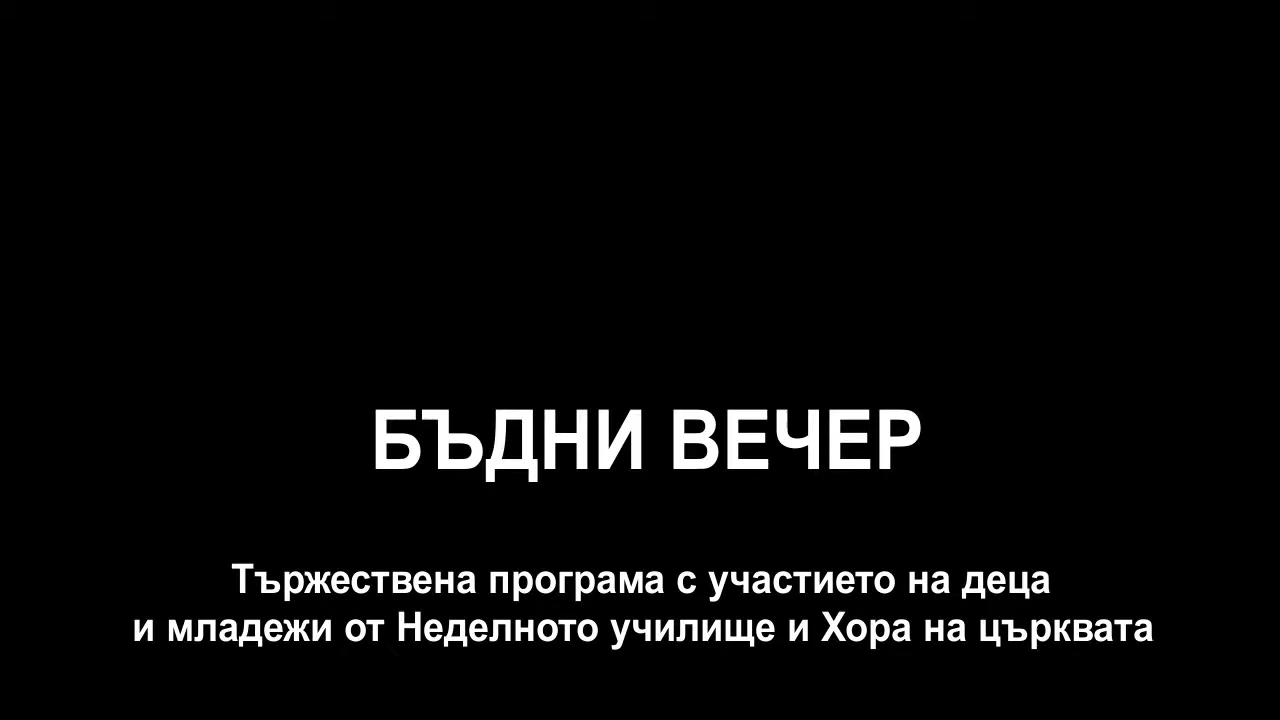 БЪДНИ ВЕЧЕР
Тържествена програма с участието на деца
и младежи от Неделното училище и Хора на църквата